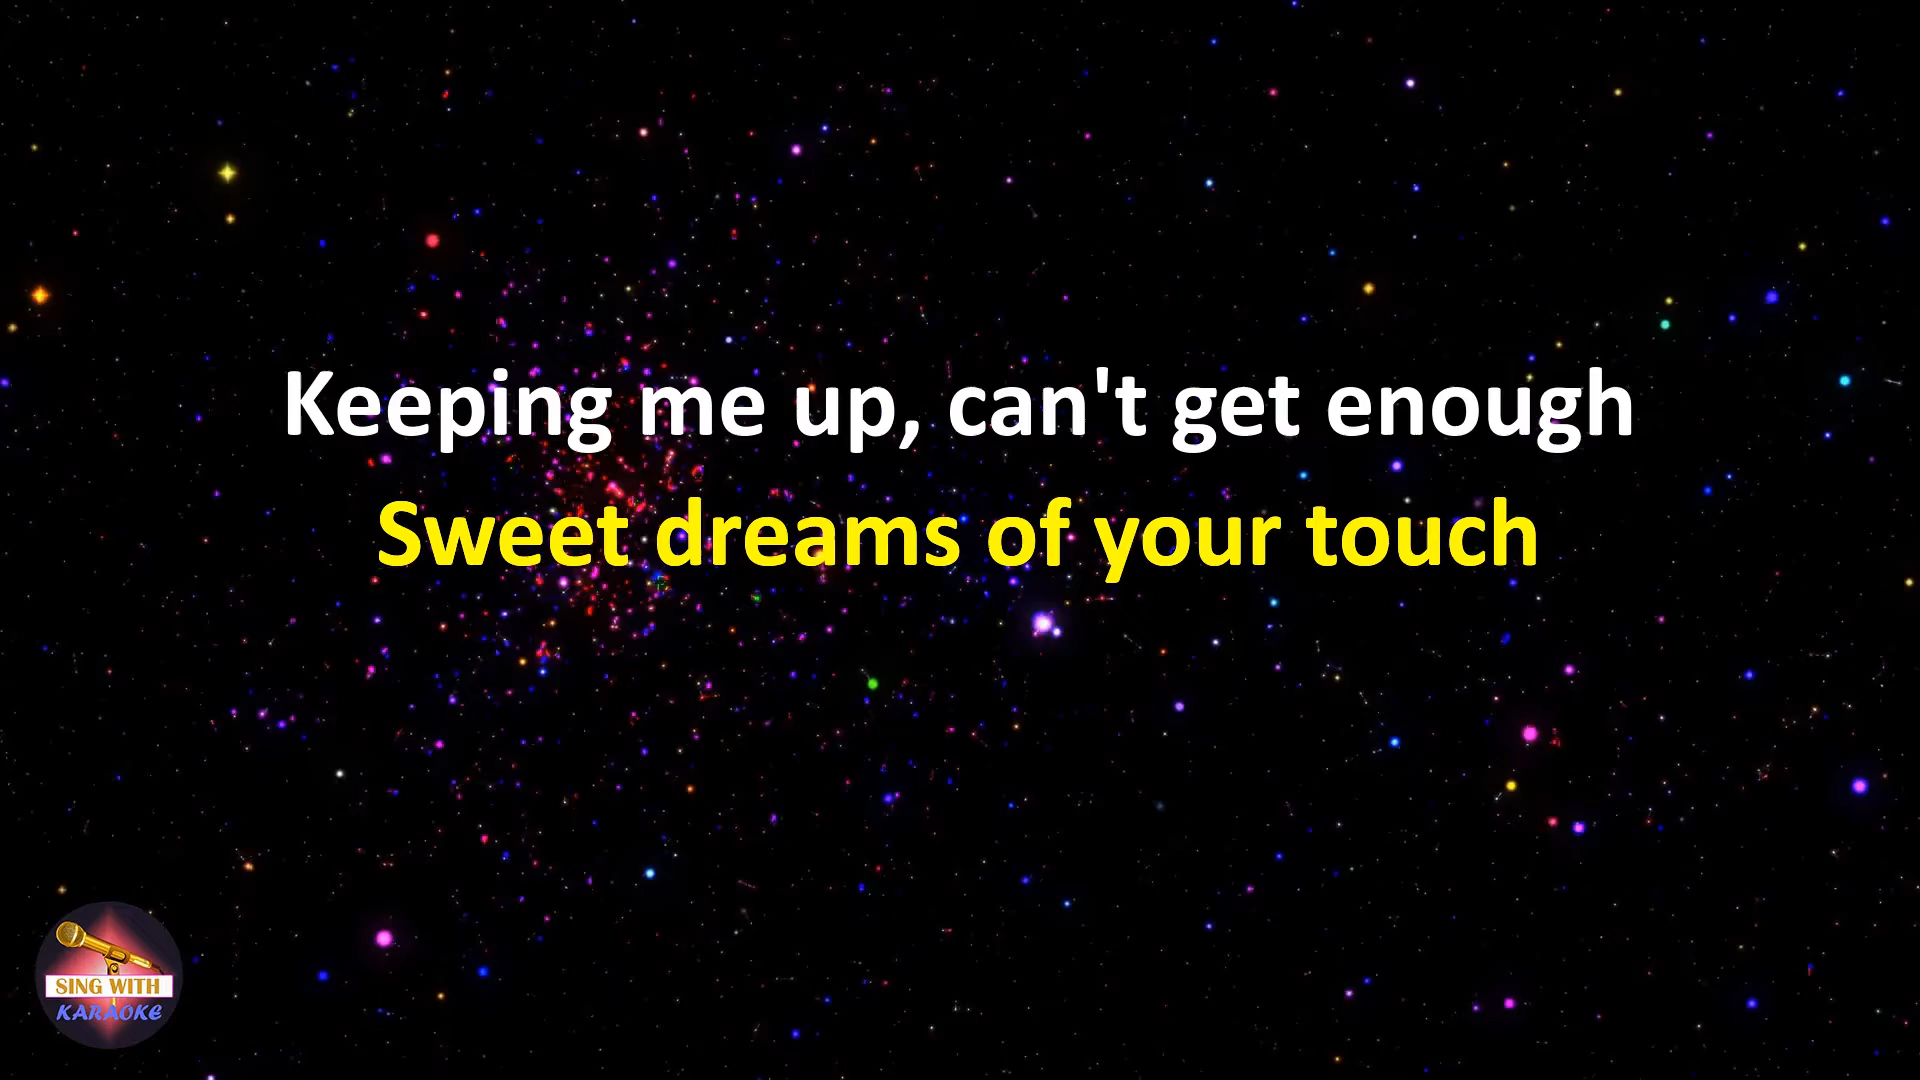 Keeping me up, can't get enough
Sweet dreams of your touch
SING WITH
KARAOKE